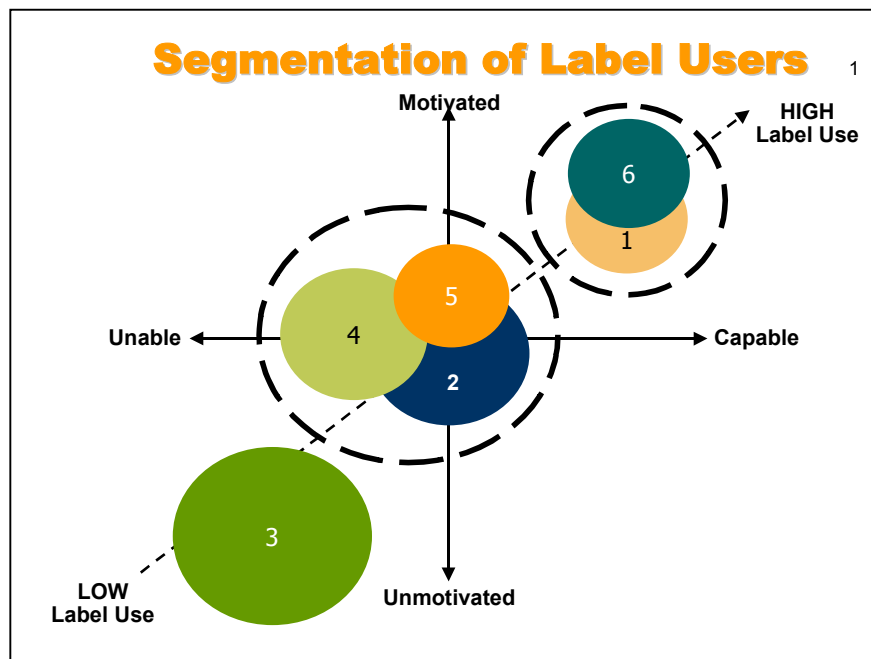 Segmentation of Label Users
1
Motivated
HIGH
Label Use
6
1
5
Unable
4
Capable
2
3
LOW
Label Use
Unmotivated